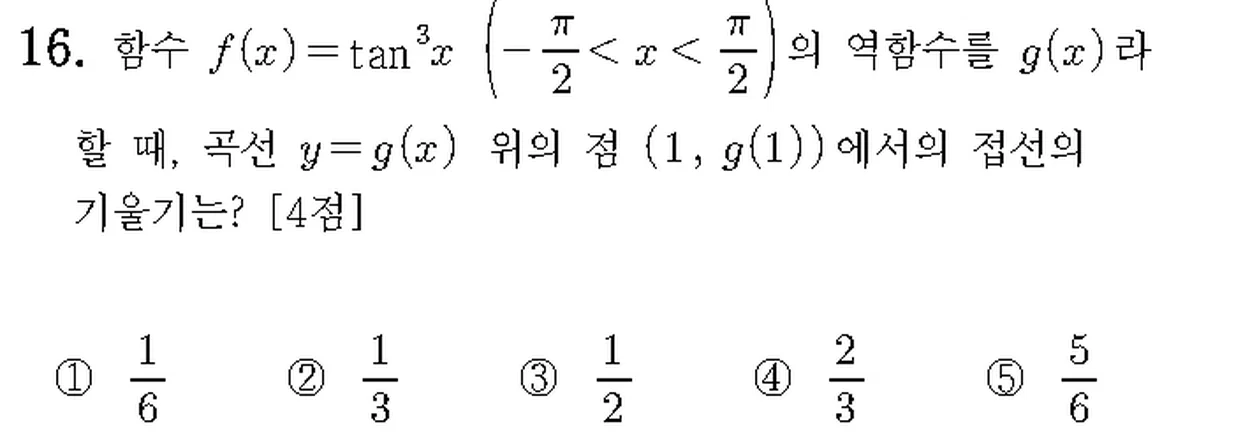 16. 함수 f(x)=tan³x (-π/2 < x < π/2)의 역함수를 g(x)라
할 때, 곡선 y=g(x) 위의 점 (1, g(1))에서의 접선의
기울기는? [4점]
① 1/6 ② 1/3 ③ 1/2 ④ 2/3 ⑤ 5/6